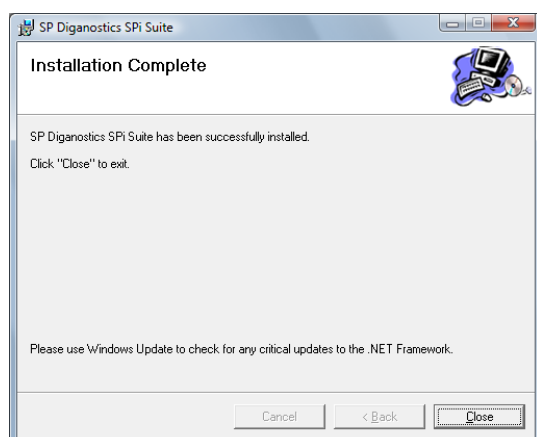 SP Diganostics SPi Suite
Installation Complete
SP Diganostics SPi Suite has been successfully installed.
Click "Close" to exit.
Please use Windows Update to check for any critical updates to the .NET Framework.
Cancel
< Back
Close